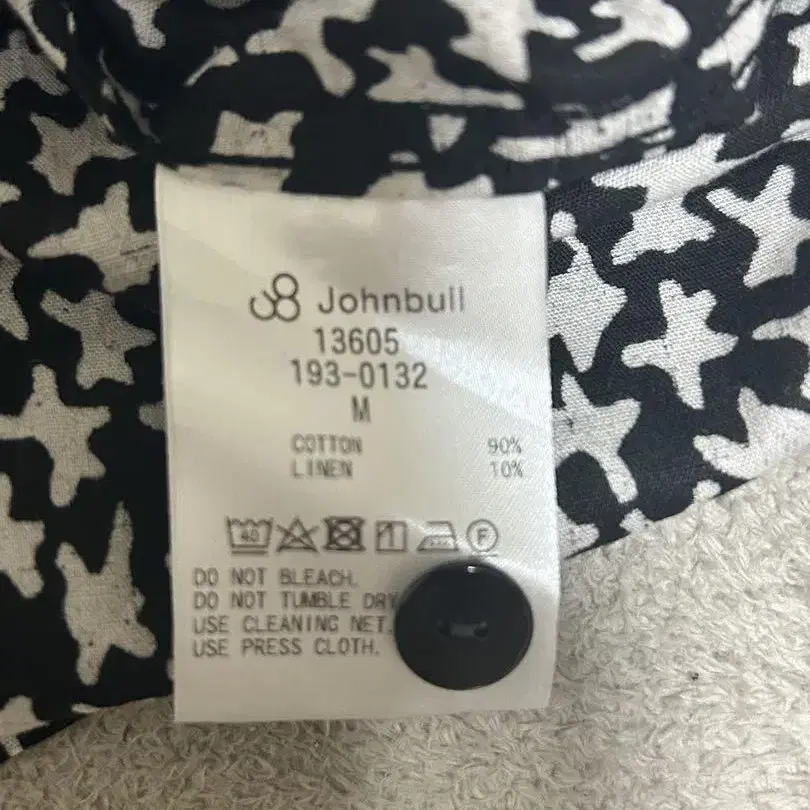 Johnbull
13605
193-0132
M
COTTON 90%
LINEN 10%
40 F
DO NOT BLEACH.
DO NOT TUMBLE DRY
USE CLEANING NET.
USE PRESS CLOTH.